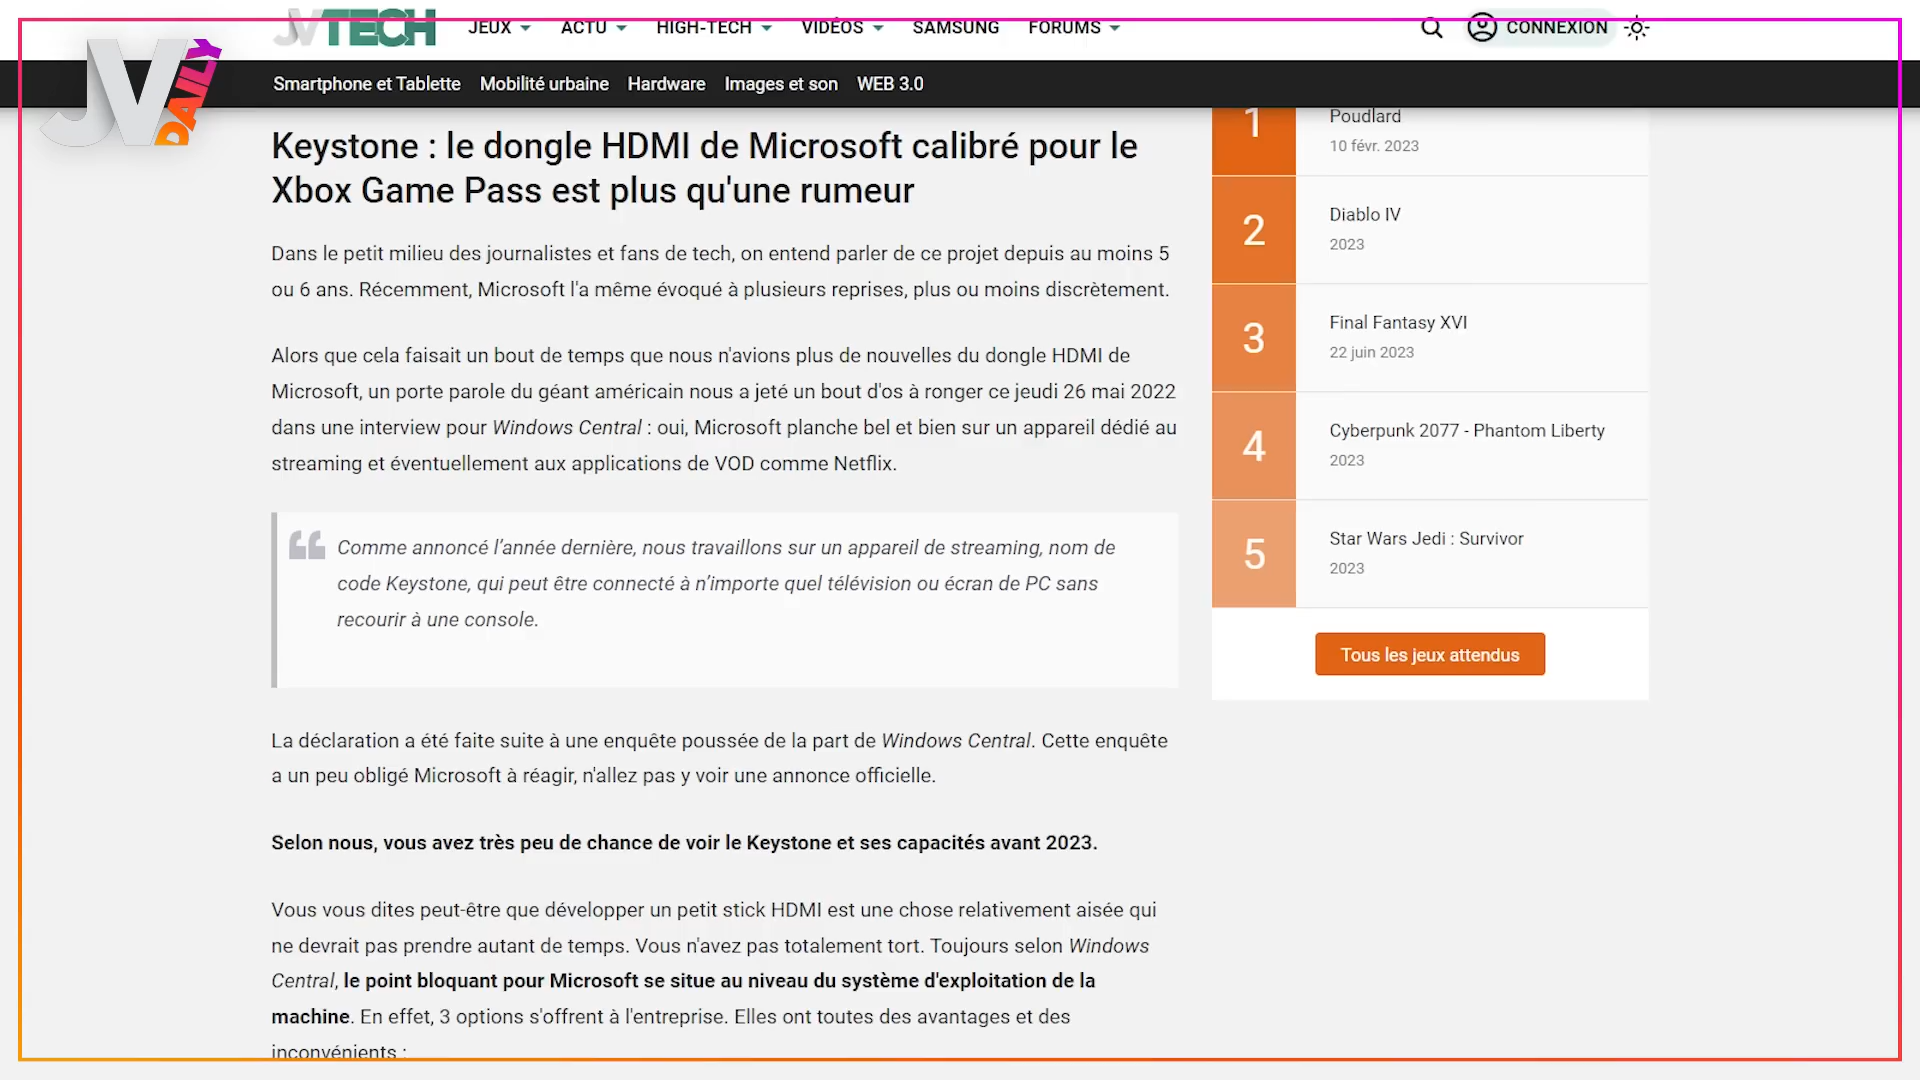 JVTECH
JEUX
ACTU
HIGH-TECH
VIDÉOS
SAMSUNG
FORUMS
CONNEXION
JV DAILY
Smartphone et Tablette
Mobilité urbaine
Hardware
Images et son
WEB 3.0
Keystone : le dongle HDMI de Microsoft calibré pour le
Xbox Game Pass est plus qu'une rumeur
Dans le petit milieu des journalistes et fans de tech, on entend parler de ce projet depuis au moins 5
ou 6 ans. Récemment, Microsoft l'a même évoqué à plusieurs reprises, plus ou moins discrètement.
Alors que cela faisait un bout de temps que nous n'avions plus de nouvelles du dongle HDMI de
Microsoft, un porte parole du géant américain nous a jeté un bout d'os à ronger ce jeudi 26 mai 2022
dans une interview pour Windows Central : oui, Microsoft planche bel et bien sur un appareil dédié au
streaming et éventuellement aux applications de VOD comme Netflix.
Comme annoncé l’année dernière, nous travaillons sur un appareil de streaming, nom de
code Keystone, qui peut être connecté à n’importe quel télévision ou écran de PC sans
recourir à une console.
La déclaration a été faite suite à une enquête poussée de la part de Windows Central. Cette enquête
a un peu obligé Microsoft à réagir, n'allez pas y voir une annonce officielle.
Selon nous, vous avez très peu de chance de voir le Keystone et ses capacités avant 2023.
Vous vous dites peut-être que développer un petit stick HDMI est une chose relativement aisée qui
ne devrait pas prendre autant de temps. Vous n'avez pas totalement tort. Toujours selon Windows
Central, le point bloquant pour Microsoft se situe au niveau du système d'exploitation de la
machine. En effet, 3 options s'offrent à l'entreprise. Elles ont toutes des avantages et des
inconvénients :
1
Poudlard
10 févr. 2023
2
Diablo IV
2023
3
Final Fantasy XVI
22 juin 2023
4
Cyberpunk 2077 - Phantom Liberty
2023
5
Star Wars Jedi : Survivor
2023
Tous les jeux attendus